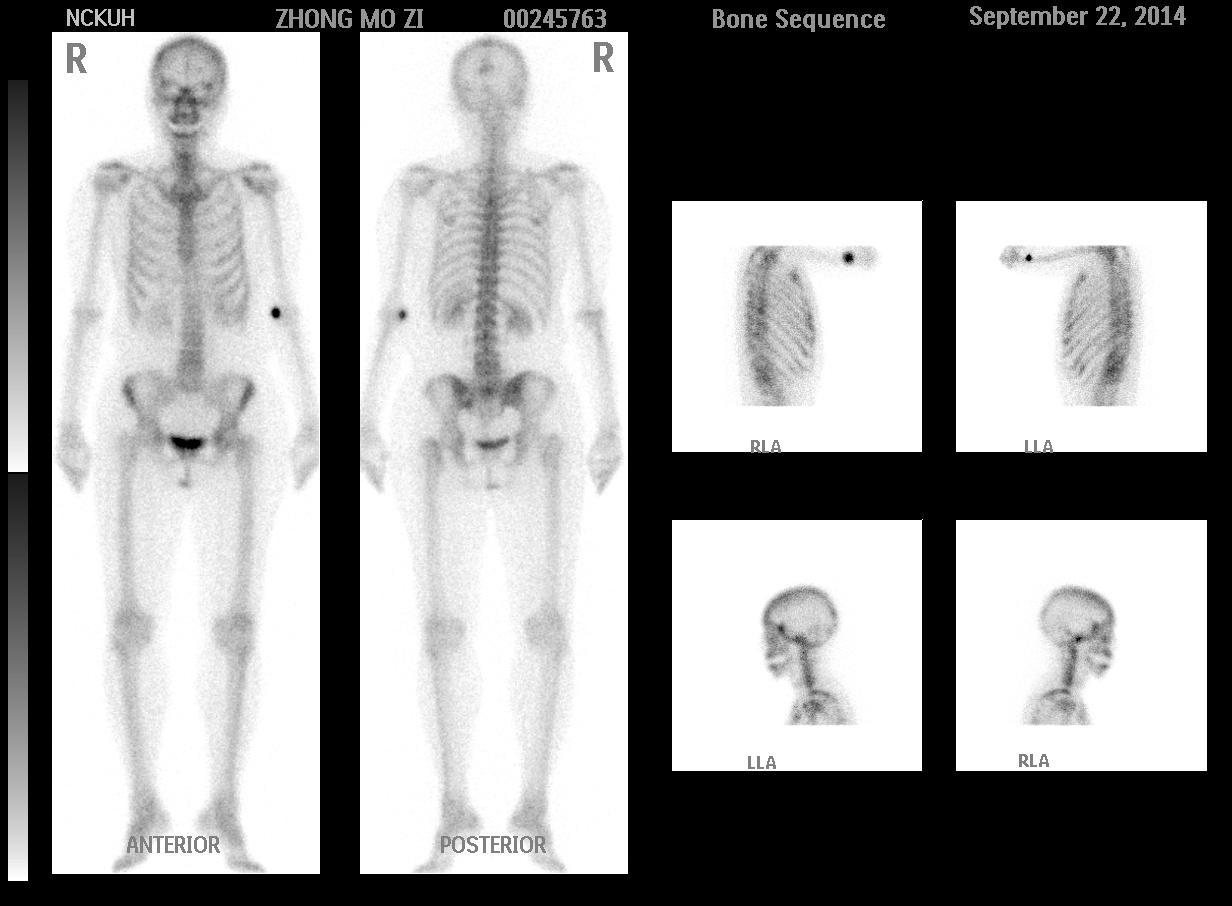 NCKUH ZHONG MO ZI 00245763 Bone Sequence September 22, 2014
R R
RLA LLA
LLA RLA
ANTERIOR POSTERIOR